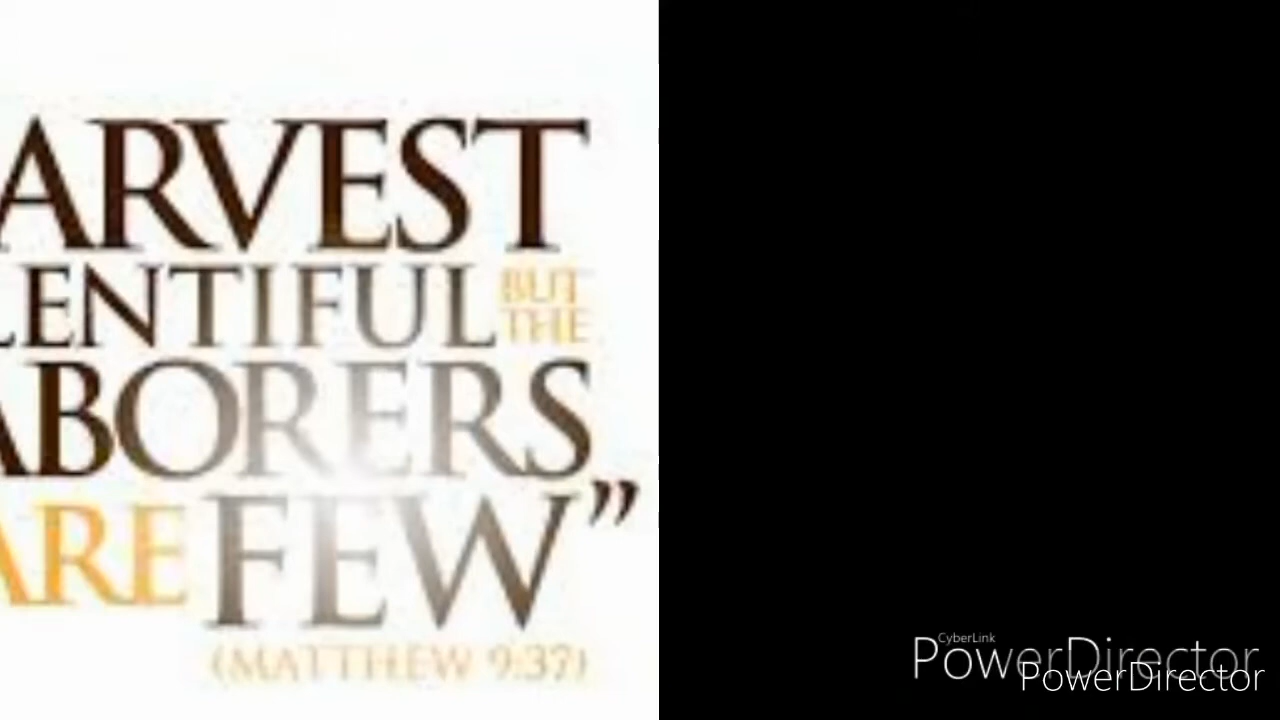 ARVEST
LENTIFUL BUT THE
ABORERS
ARE FEW”
(MATTHEW 9:37)
CyberLink
PowerDirector
PowerDirector